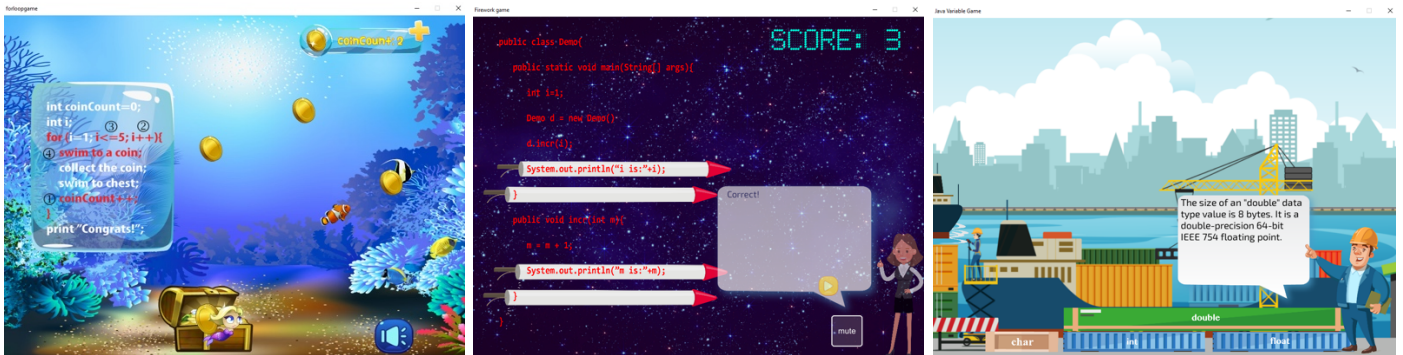 forloopgame
coinCount 2
int coinCount=0;
int i;
③ ②
for (i=1; i<=5; i++){
④ swim to a coin;
collect the coin;
swim to chest;
① coinCount++;
}
print "Congrats!";
Firework game
SCORE: 3
public class Demo{
public static void main(String[] args){
int i=1;
Demo d = new Demo()
d.incr(i);
System.out.println("i is:"+i);
}
public void incr(int m){
m = m + 1;
System.out.println("m is:"+m);
}
}
Correct!
mute
Java Variable Game
The size of an "double" data
type value is 8 bytes. It is a
double-precision 64-bit
IEEE 754 floating point.
double
char int float